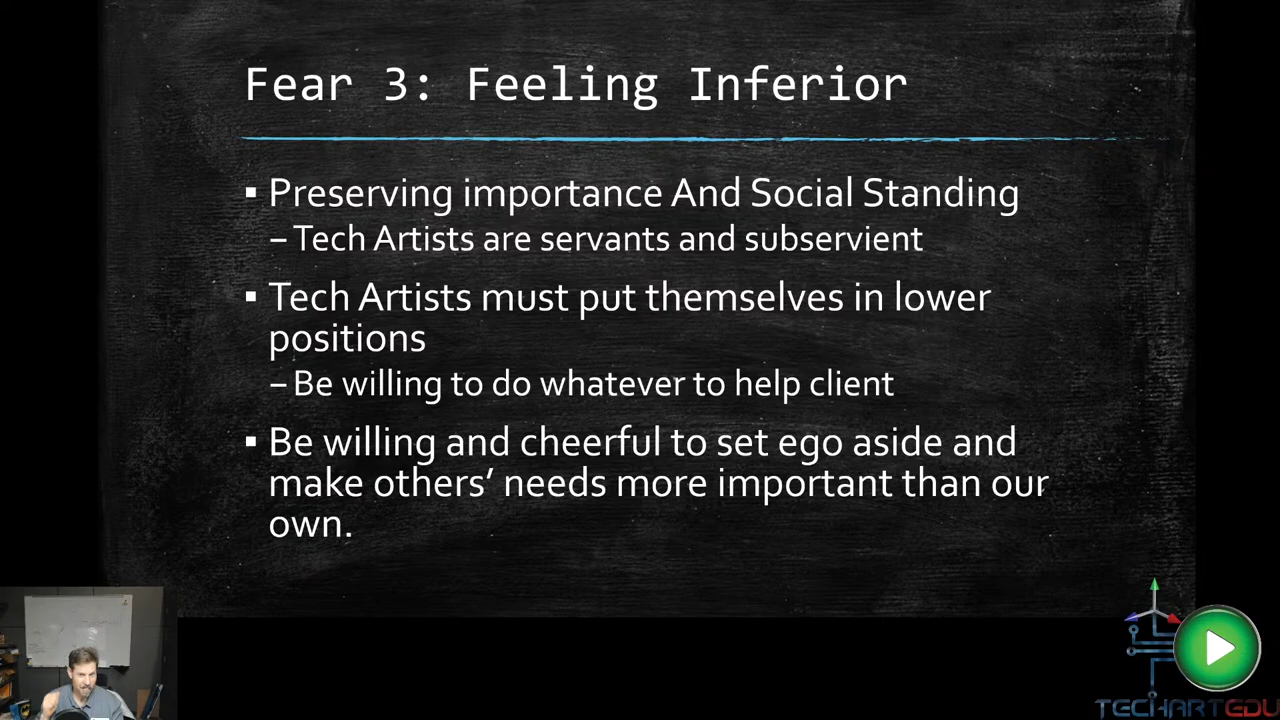 Fear 3: Feeling Inferior
▪ Preserving importance And Social Standing
– Tech Artists are servants and subservient
▪ Tech Artists must put themselves in lower
positions
– Be willing to do whatever to help client
▪ Be willing and cheerful to set ego aside and
make others’ needs more important than our
own.
TECHARTEDU